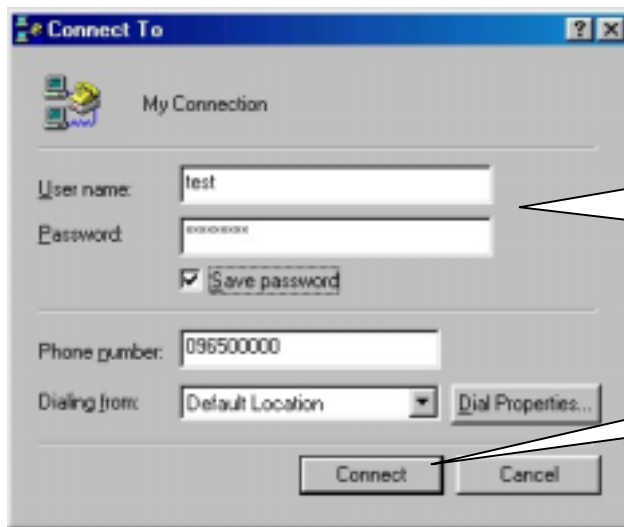 Connect To
My Connection
User name: test
Password: ********
Save password
Phone number: 096500000
Dialing from: Default Location Dial Properties...
Connect Cancel